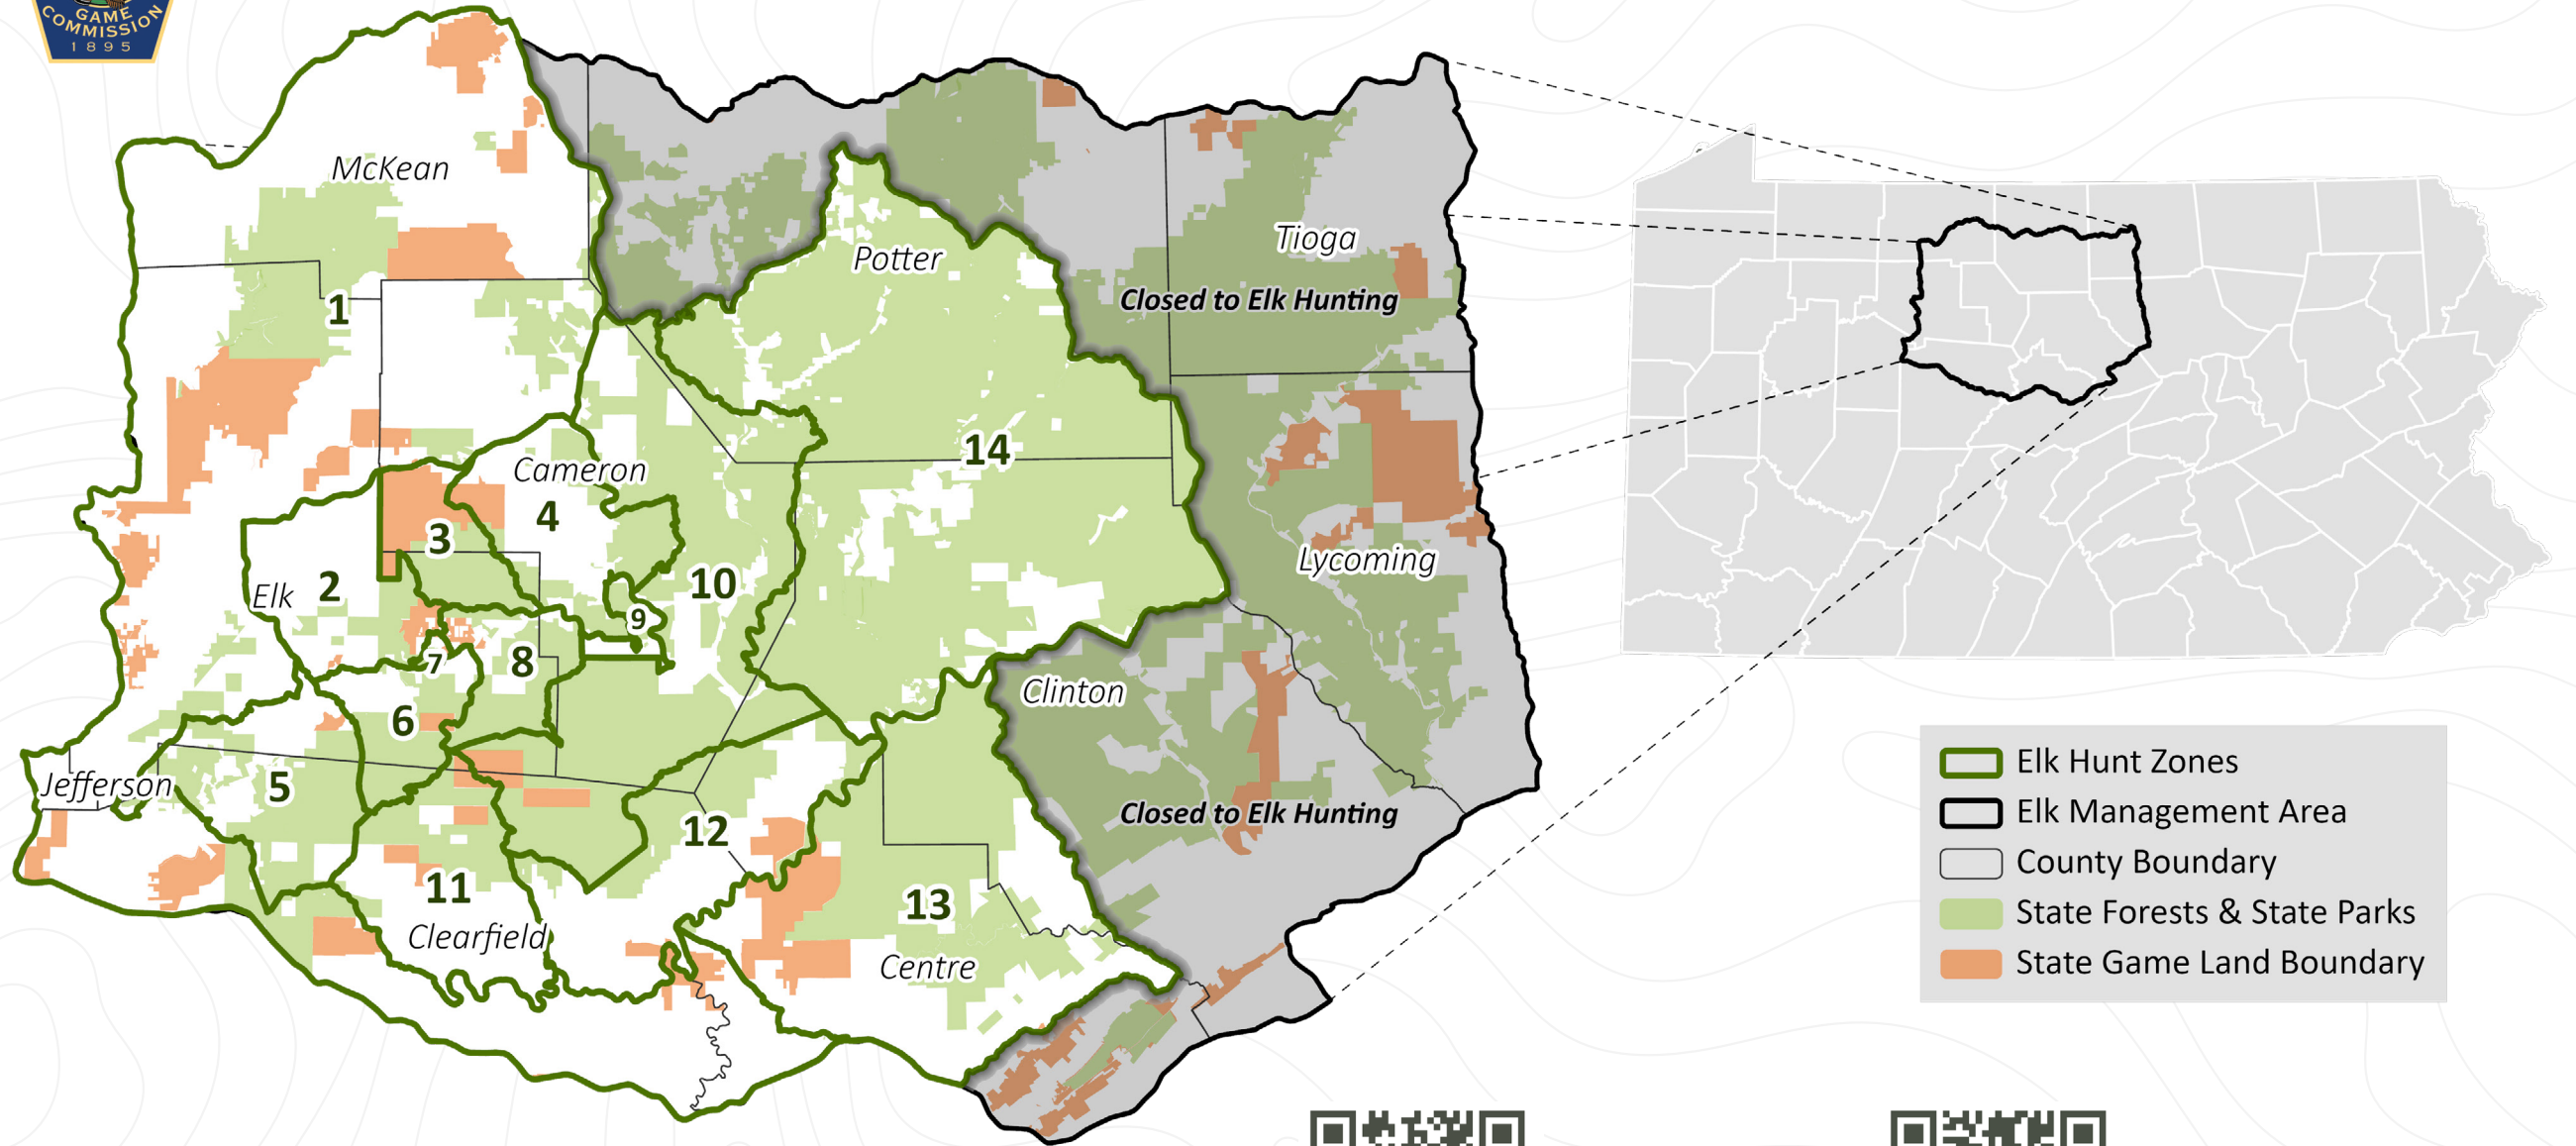 GAME
COMMISSION
1895
McKean
Potter
Tioga
Closed to Elk Hunting
1
14
Cameron
4
3
Lycoming
Elk
2
10
9
7
8
Clinton
6
Jefferson
5
Closed to Elk Hunting
12
11
13
Clearfield
Centre
Elk Hunt Zones
Elk Management Area
County Boundary
State Forests & State Parks
State Game Land Boundary